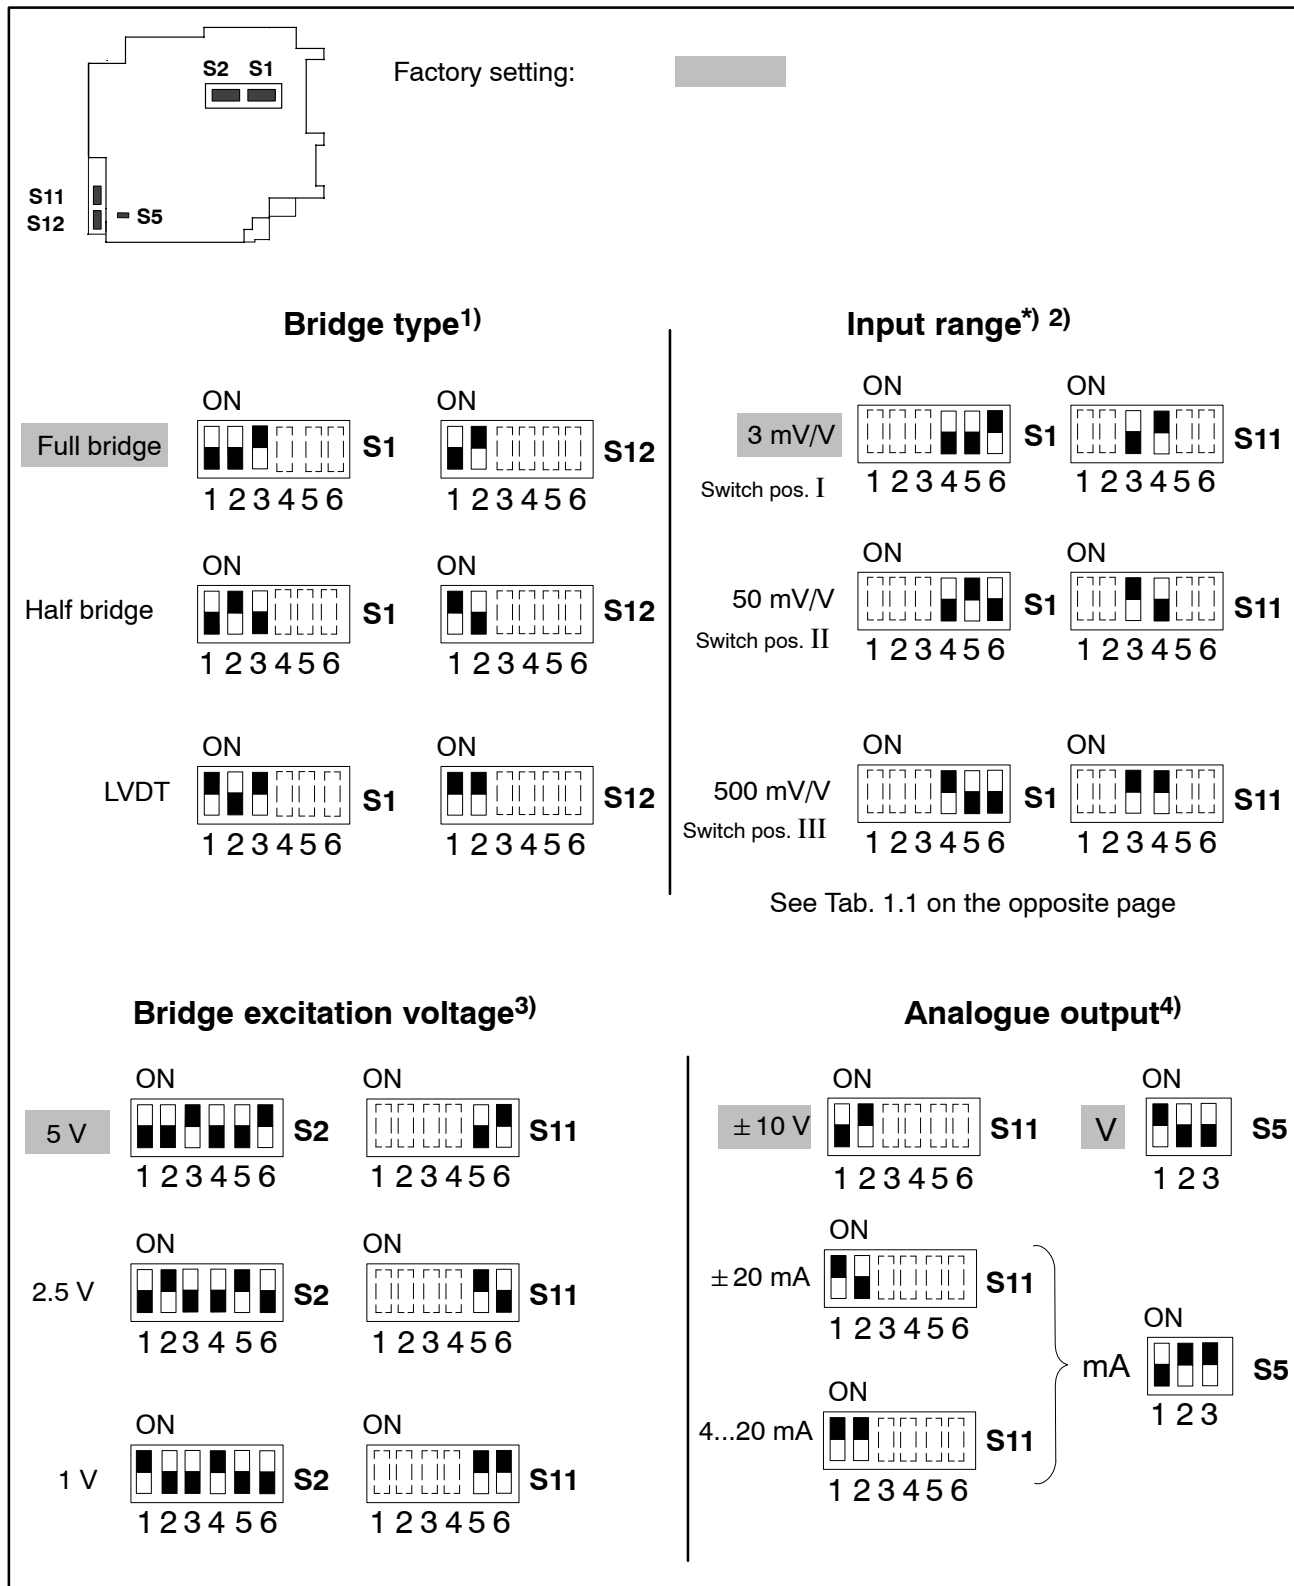 S2 S1
Factory setting:
S11
S12
S5
Bridge type1)
ON ON
Full bridge S1 S12
1 2 3 4 5 6 1 2 3 4 5 6
ON ON
Half bridge S1 S12
1 2 3 4 5 6 1 2 3 4 5 6
ON ON
LVDT S1 S12
1 2 3 4 5 6 1 2 3 4 5 6
Input range*) 2)
ON ON
3 mV/V S1 S11
Switch pos. I 1 2 3 4 5 6 1 2 3 4 5 6
ON ON
50 mV/V S1 S11
Switch pos. II 1 2 3 4 5 6 1 2 3 4 5 6
ON ON
500 mV/V S1 S11
Switch pos. III 1 2 3 4 5 6 1 2 3 4 5 6
See Tab. 1.1 on the opposite page
Bridge excitation voltage3)
ON ON
5 V S2 S11
1 2 3 4 5 6 1 2 3 4 5 6
ON ON
2.5 V S2 S11
1 2 3 4 5 6 1 2 3 4 5 6
ON ON
1 V S2 S11
1 2 3 4 5 6 1 2 3 4 5 6
Analogue output4)
ON ON
± 10 V S11 V S5
1 2 3 4 5 6 1 2 3
ON
± 20 mA S11
1 2 3 4 5 6
ON
mA S5
1 2 3
ON
4...20 mA S11
1 2 3 4 5 6